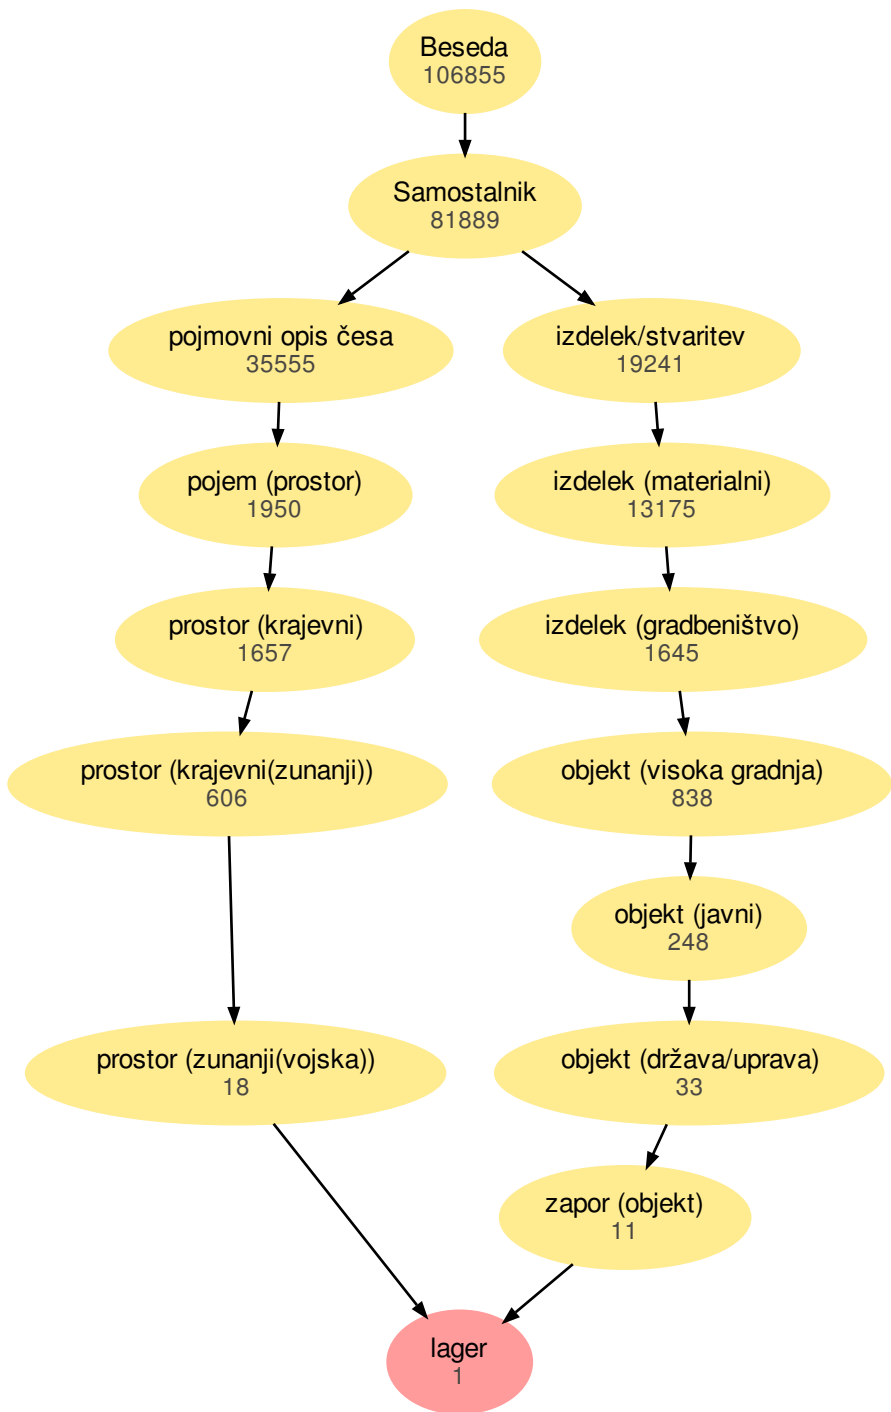 Beseda
106855
Samostalnik
81889
pojmovni opis česa
35555
izdelek/stvaritev
19241
pojem (prostor)
1950
izdelek (materialni)
13175
prostor (krajevni)
1657
izdelek (gradbeništvo)
1645
prostor (krajevni(zunanji))
606
objekt (visoka gradnja)
838
objekt (javni)
248
prostor (zunanji(vojska))
18
objekt (država/uprava)
33
zapor (objekt)
11
lager
1